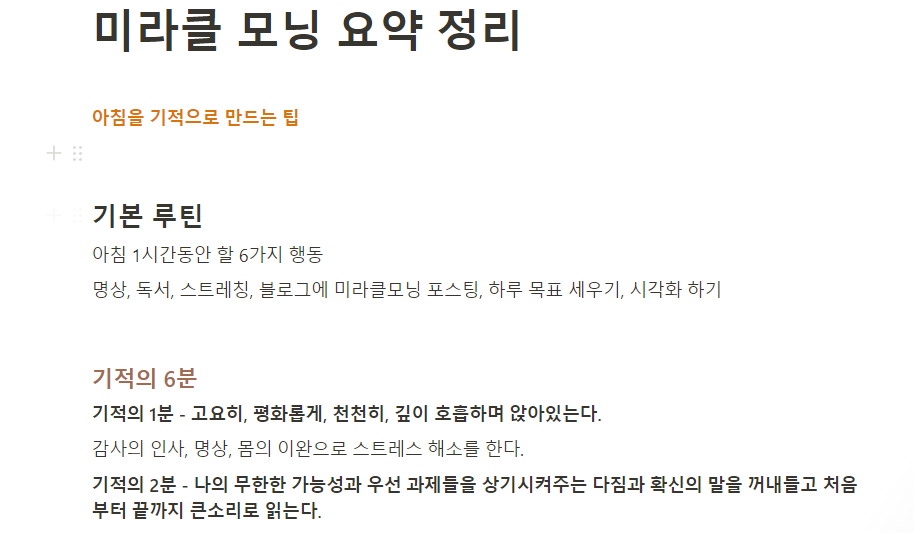 미라클 모닝 요약 정리
아침을 기적으로 만드는 팁
기본 루틴
아침 1시간동안 할 6가지 행동
명상, 독서, 스트레칭, 블로그에 미라클모닝 포스팅, 하루 목표 세우기, 시각화 하기
기적의 6분
기적의 1분 - 고요히, 평화롭게, 천천히, 깊이 호흡하며 앉아있는다.
감사의 인사, 명상, 몸의 이완으로 스트레스 해소를 한다.
기적의 2분 - 나의 무한한 가능성과 우선 과제들을 상기시켜주는 다짐과 확신의 말을 꺼내들고 처음
부터 끝까지 큰소리로 읽는다.